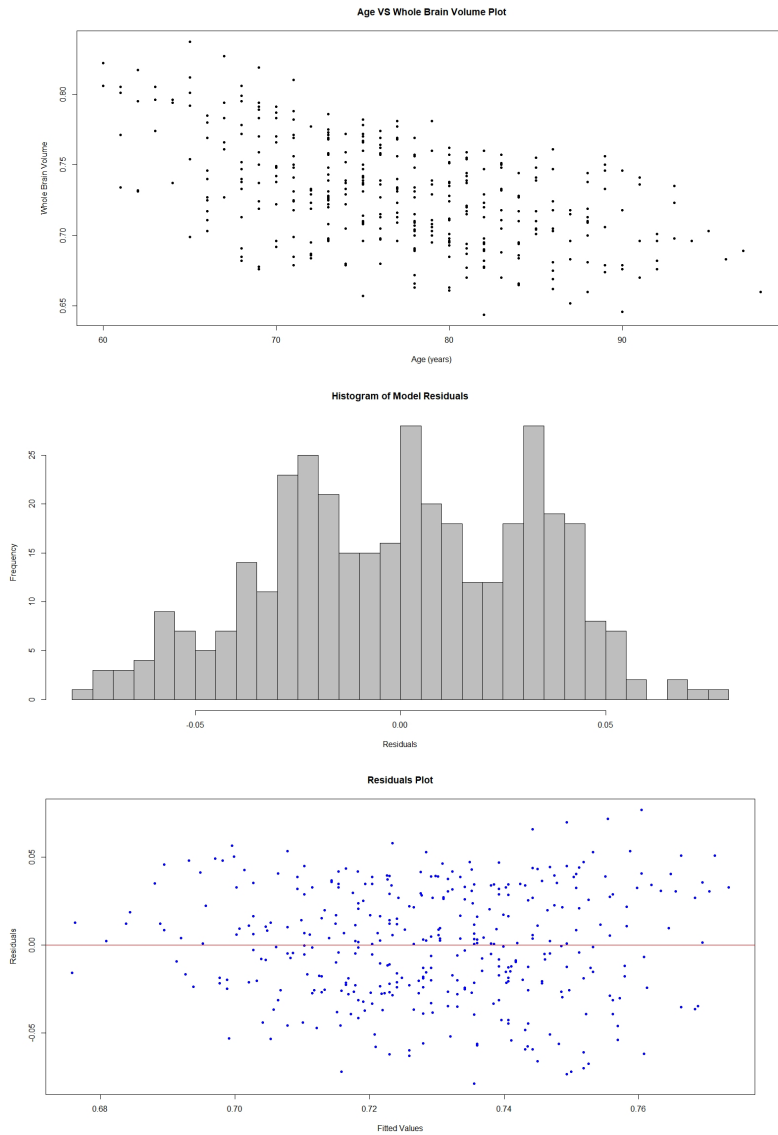 Age VS Whole Brain Volume Plot
Whole Brain Volume
0.80
0.75
0.70
0.65
60
70
80
90
Age (years)
Histogram of Model Residuals
Frequency
25
20
15
10
5
0
-0.05
0.00
0.05
Residuals
Residuals Plot
Residuals
0.05
0.00
-0.05
0.68
0.70
0.72
0.74
0.76
Fitted Values